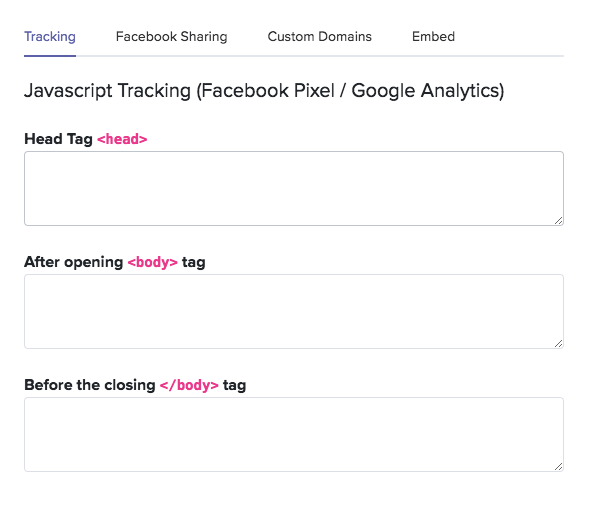 Tracking Facebook Sharing Custom Domains Embed
Javascript Tracking (Facebook Pixel / Google Analytics)
Head Tag <head>
After opening <body> tag
Before the closing </body> tag